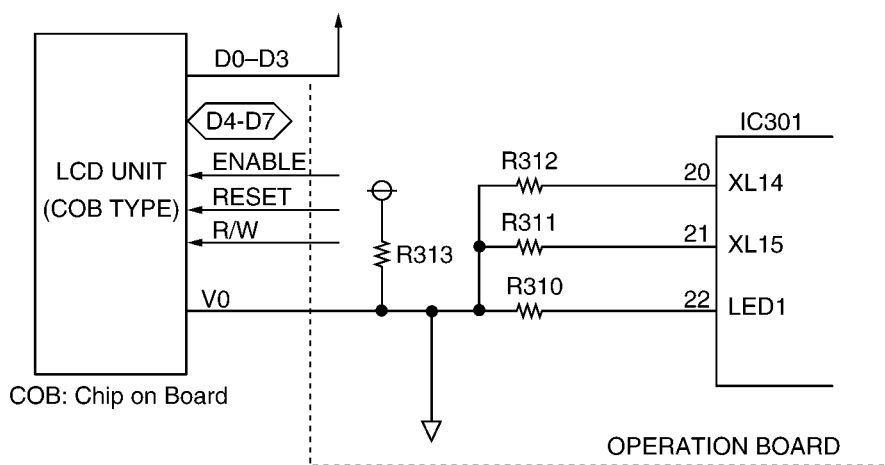 D0–D3
D4-D7
LCD UNIT
(COB TYPE)
ENABLE
RESET
R/W
V0
COB: Chip on Board
R313
R312
R311
R310
IC301
20 XL14
21 XL15
22 LED1
OPERATION BOARD